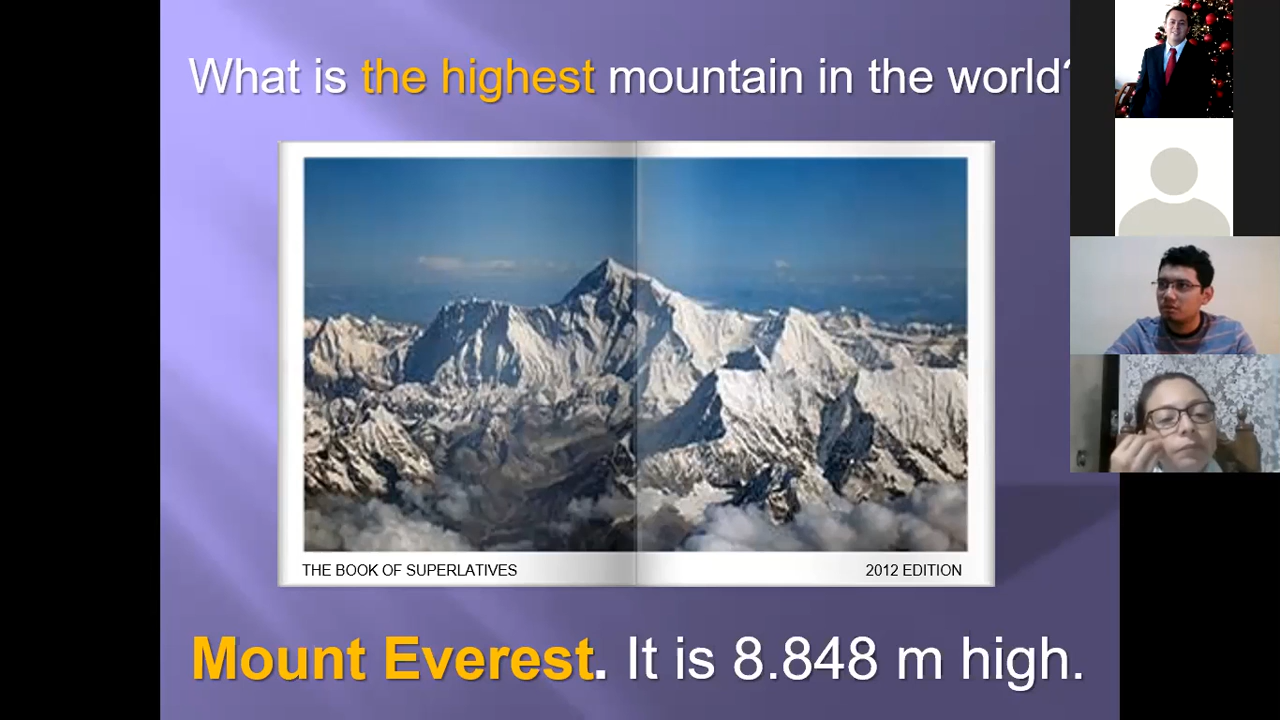 What is the highest mountain in the world?
THE BOOK OF SUPERLATIVES
2012 EDITION
Mount Everest. It is 8.848 m high.